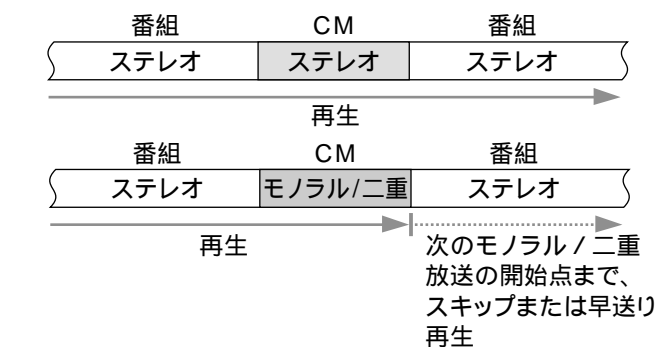 番組 CM 番組
ステレオ ステレオ ステレオ
再生
番組 CM 番組
ステレオ モノラル/二重 ステレオ
再生
次のモノラル / 二重
放送の開始点まで、
スキップまたは早送り
再生